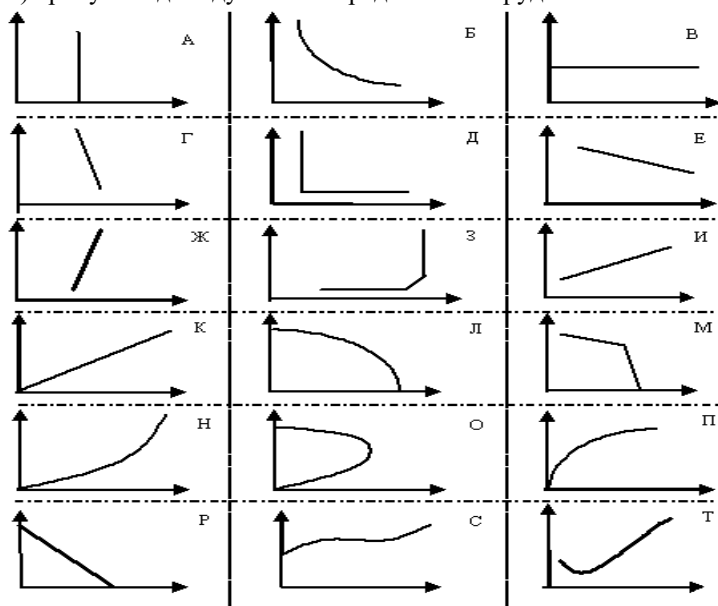 А Б В
Г Д Е
Ж З И
К Л М
Н О П
Р С Т